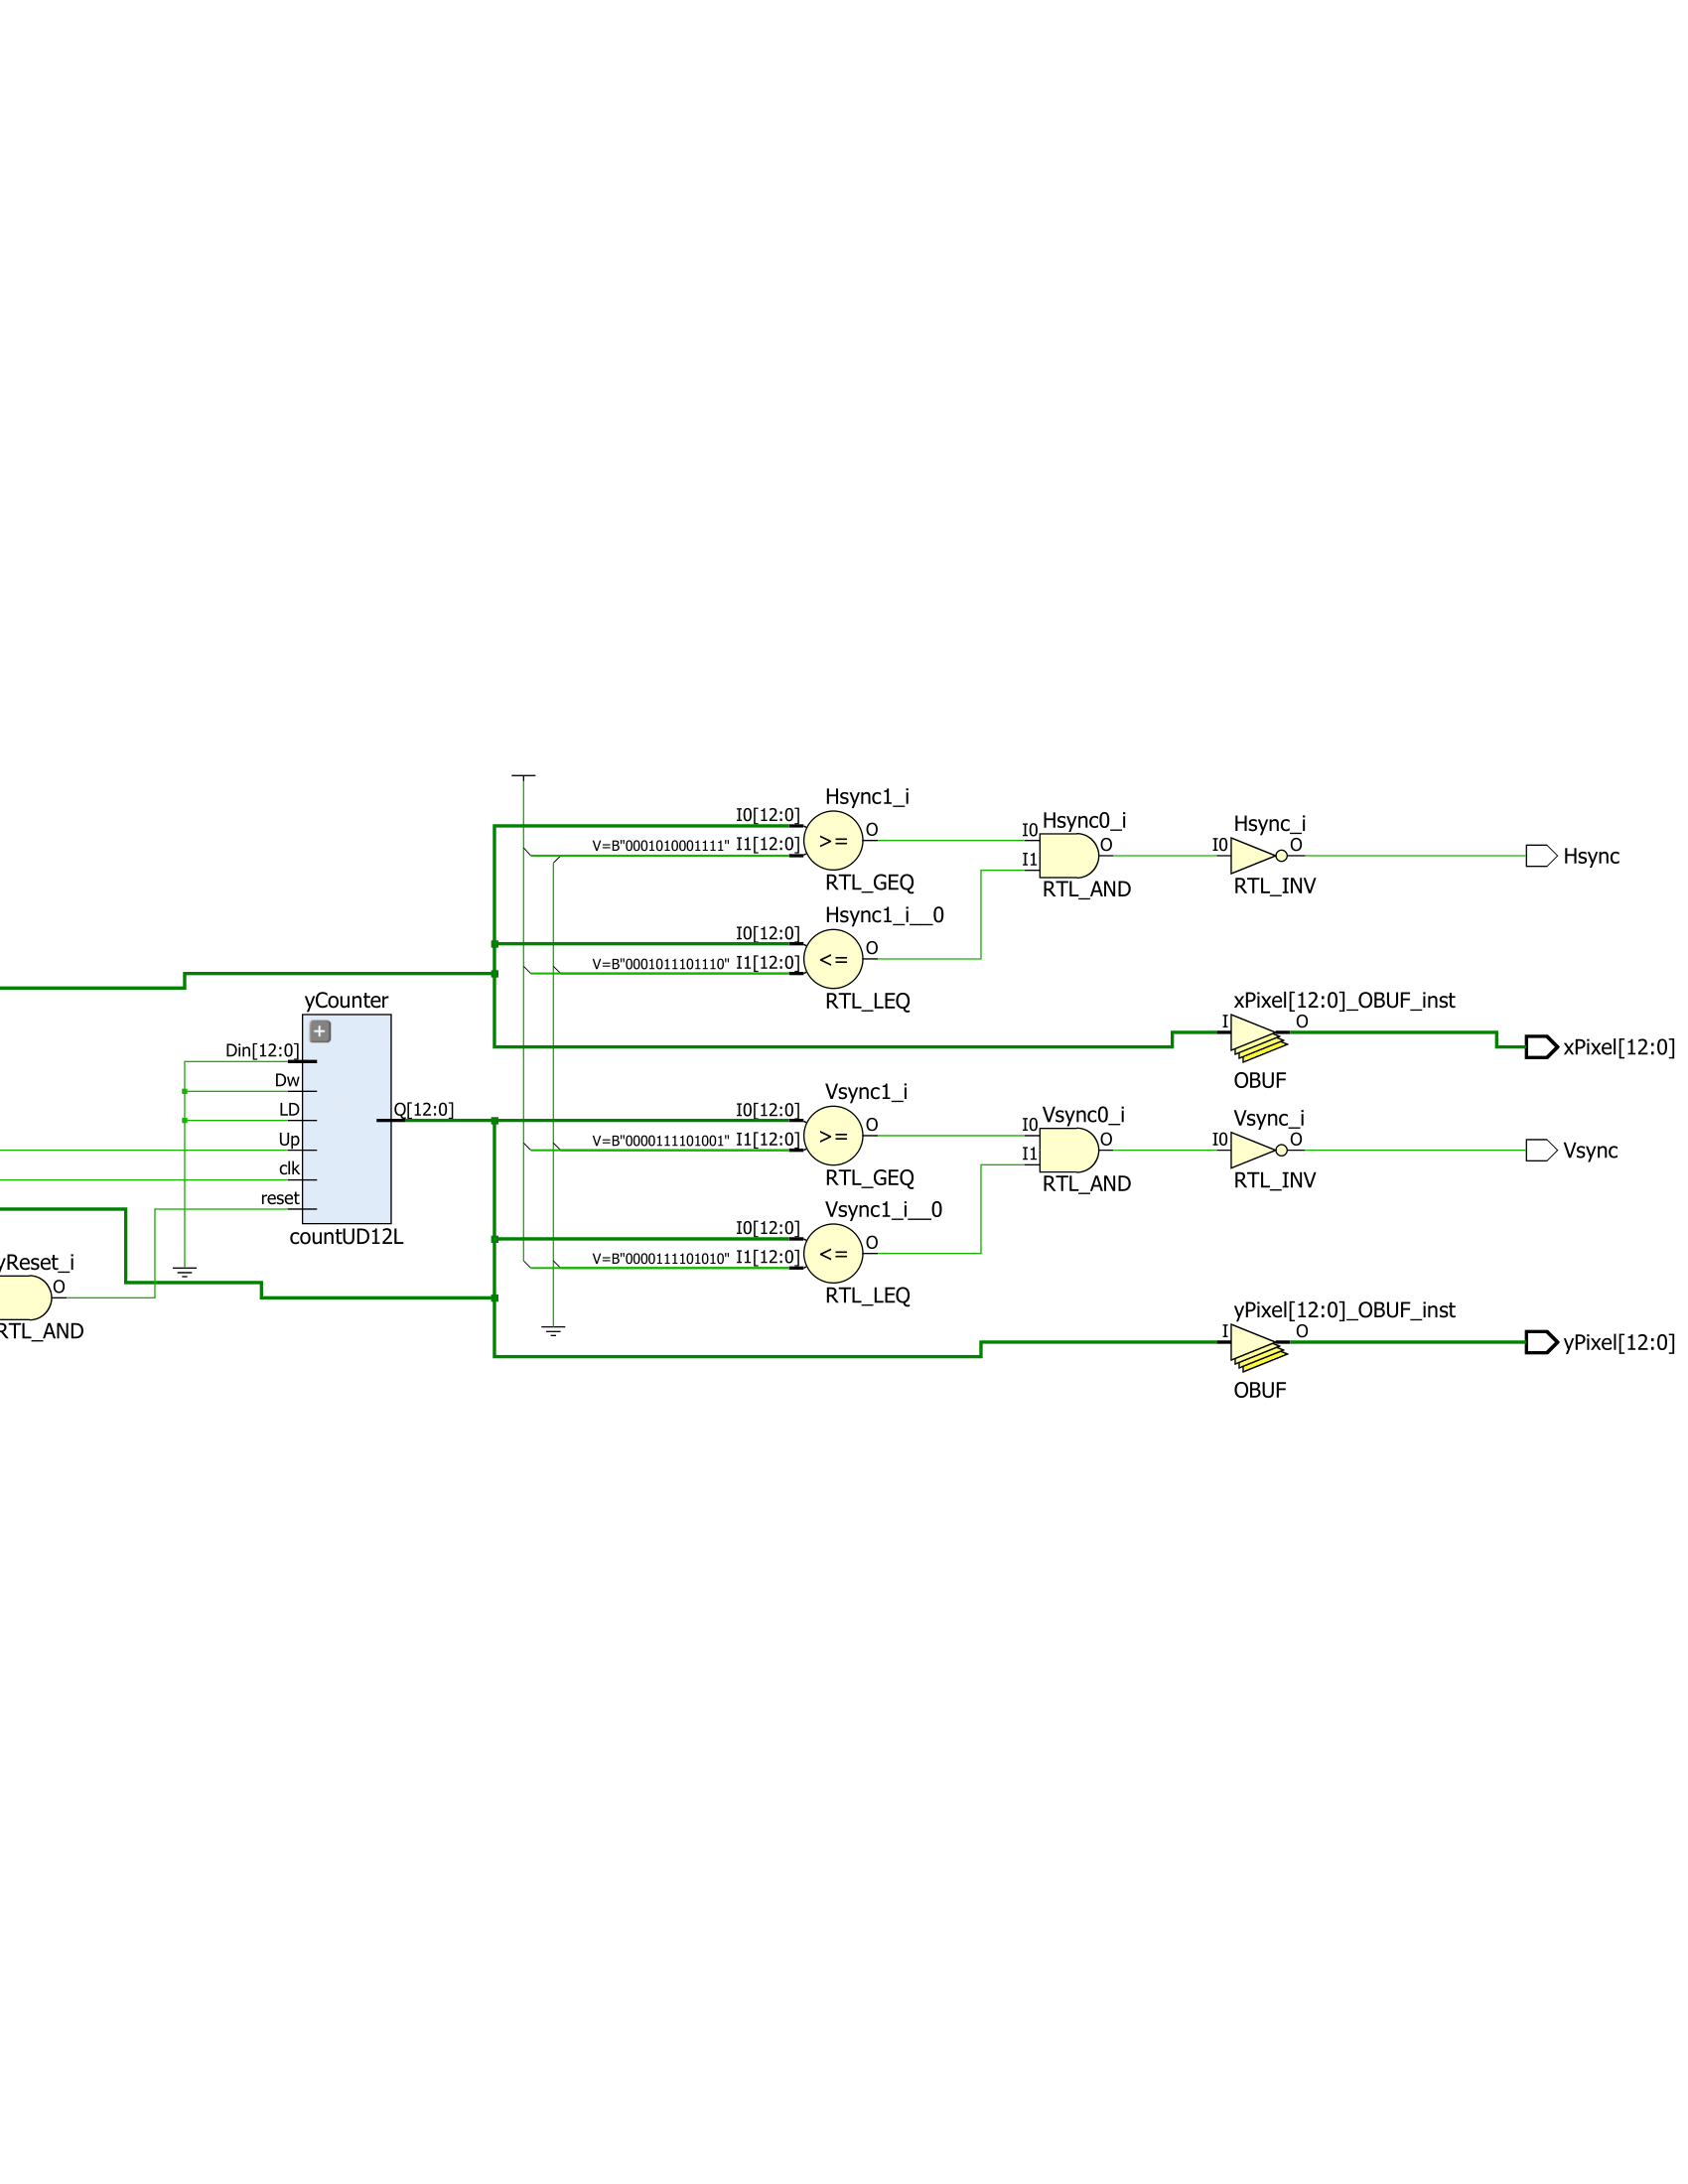 Hsync1_i
I0[12:0]
O
V=B"0001010001111" I1[12:0]
>=
RTL_GEQ
Hsync0_i
I0
I1
O
RTL_AND
Hsync_i
I0
O
RTL_INV
Hsync
Hsync1_i__0
I0[12:0]
O
V=B"0001011101110" I1[12:0]
<=
RTL_LEQ
xPixel[12:0]_OBUF_inst
I
O
OBUF
xPixel[12:0]
yCounter
+
Din[12:0]
Dw
LD
Up
clk
reset
Q[12:0]
countUD12L
Vsync1_i
I0[12:0]
O
V=B"0000111101001" I1[12:0]
>=
RTL_GEQ
Vsync0_i
I0
I1
O
RTL_AND
Vsync_i
I0
O
RTL_INV
Vsync
Vsync1_i__0
I0[12:0]
O
V=B"0000111101010" I1[12:0]
<=
RTL_LEQ
yReset_i
O
RTL_AND
yPixel[12:0]_OBUF_inst
I
O
OBUF
yPixel[12:0]